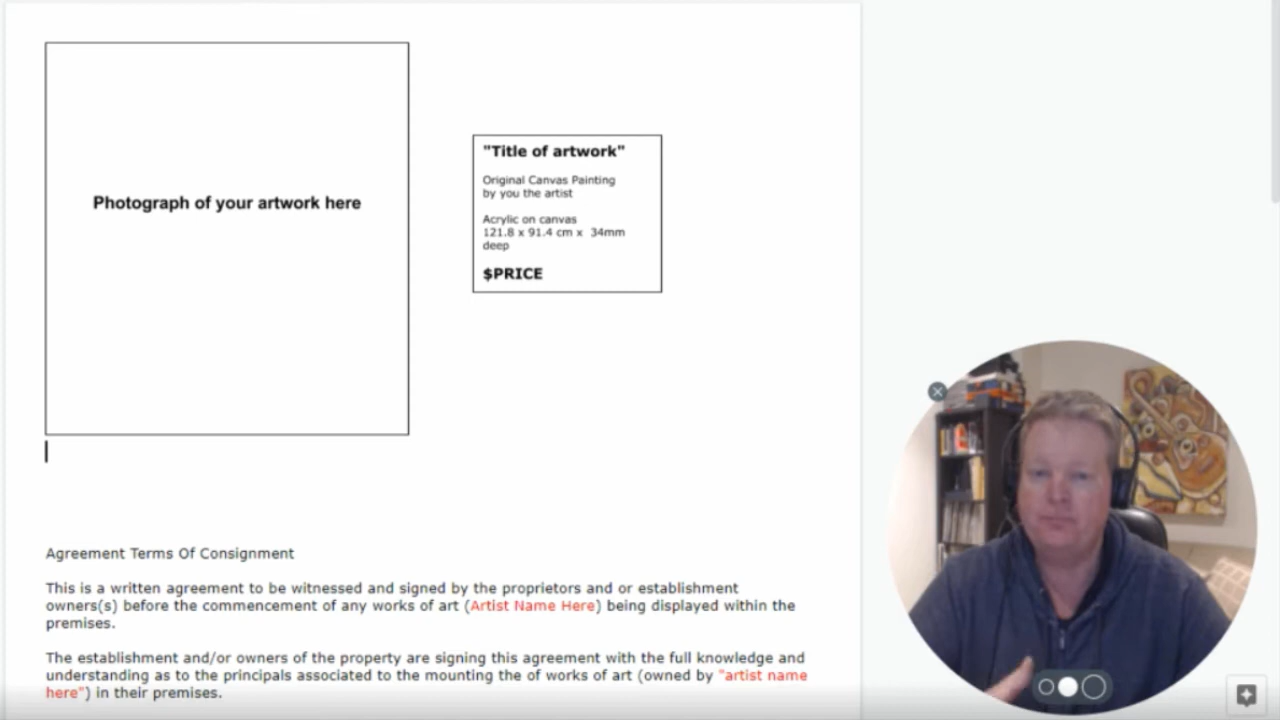 Photograph of your artwork here
"Title of artwork"
Original Canvas Painting
by you the artist
Acrylic on canvas
121.8 x 91.4 cm x 34mm
deep
$PRICE
Agreement Terms Of Consignment
This is a written agreement to be witnessed and signed by the proprietors and or establishment
owners(s) before the commencement of any works of art (Artist Name Here) being displayed within the
premises.
The establishment and/or owners of the property are signing this agreement with the full knowledge and
understanding as to the principals associated to the mounting the of works of art (owned by "artist name
here") in their premises.